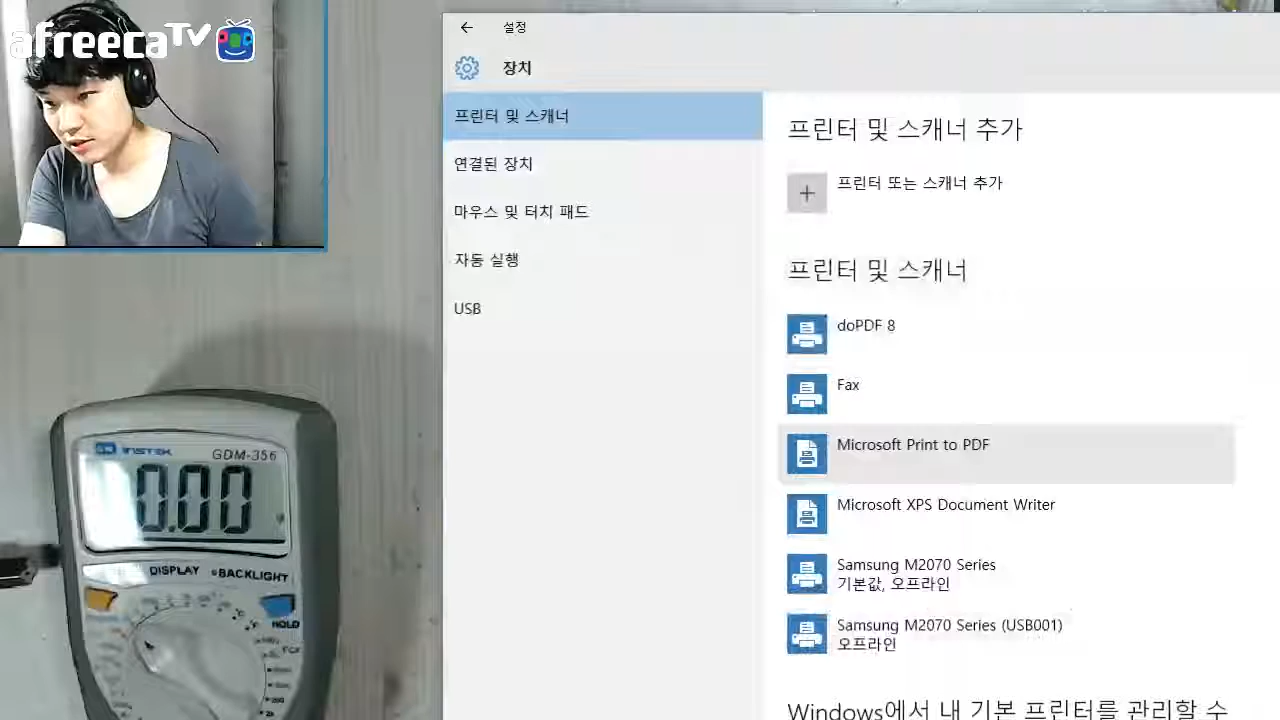 afreecaTV
설정
장치
프린터 및 스캐너
연결된 장치
마우스 및 터치 패드
자동 실행
USB
프린터 및 스캐너 추가
프린터 또는 스캐너 추가
프린터 및 스캐너
doPDF 8
Fax
Microsoft Print to PDF
Microsoft XPS Document Writer
Samsung M2070 Series
기본값, 오프라인
Samsung M2070 Series (USB001)
오프라인
Windows에서 내 기본 프린터를 관리할 수
GW INSTEK
GDM-356
0.00
DISPLAY
BACKLIGHT
HOLD